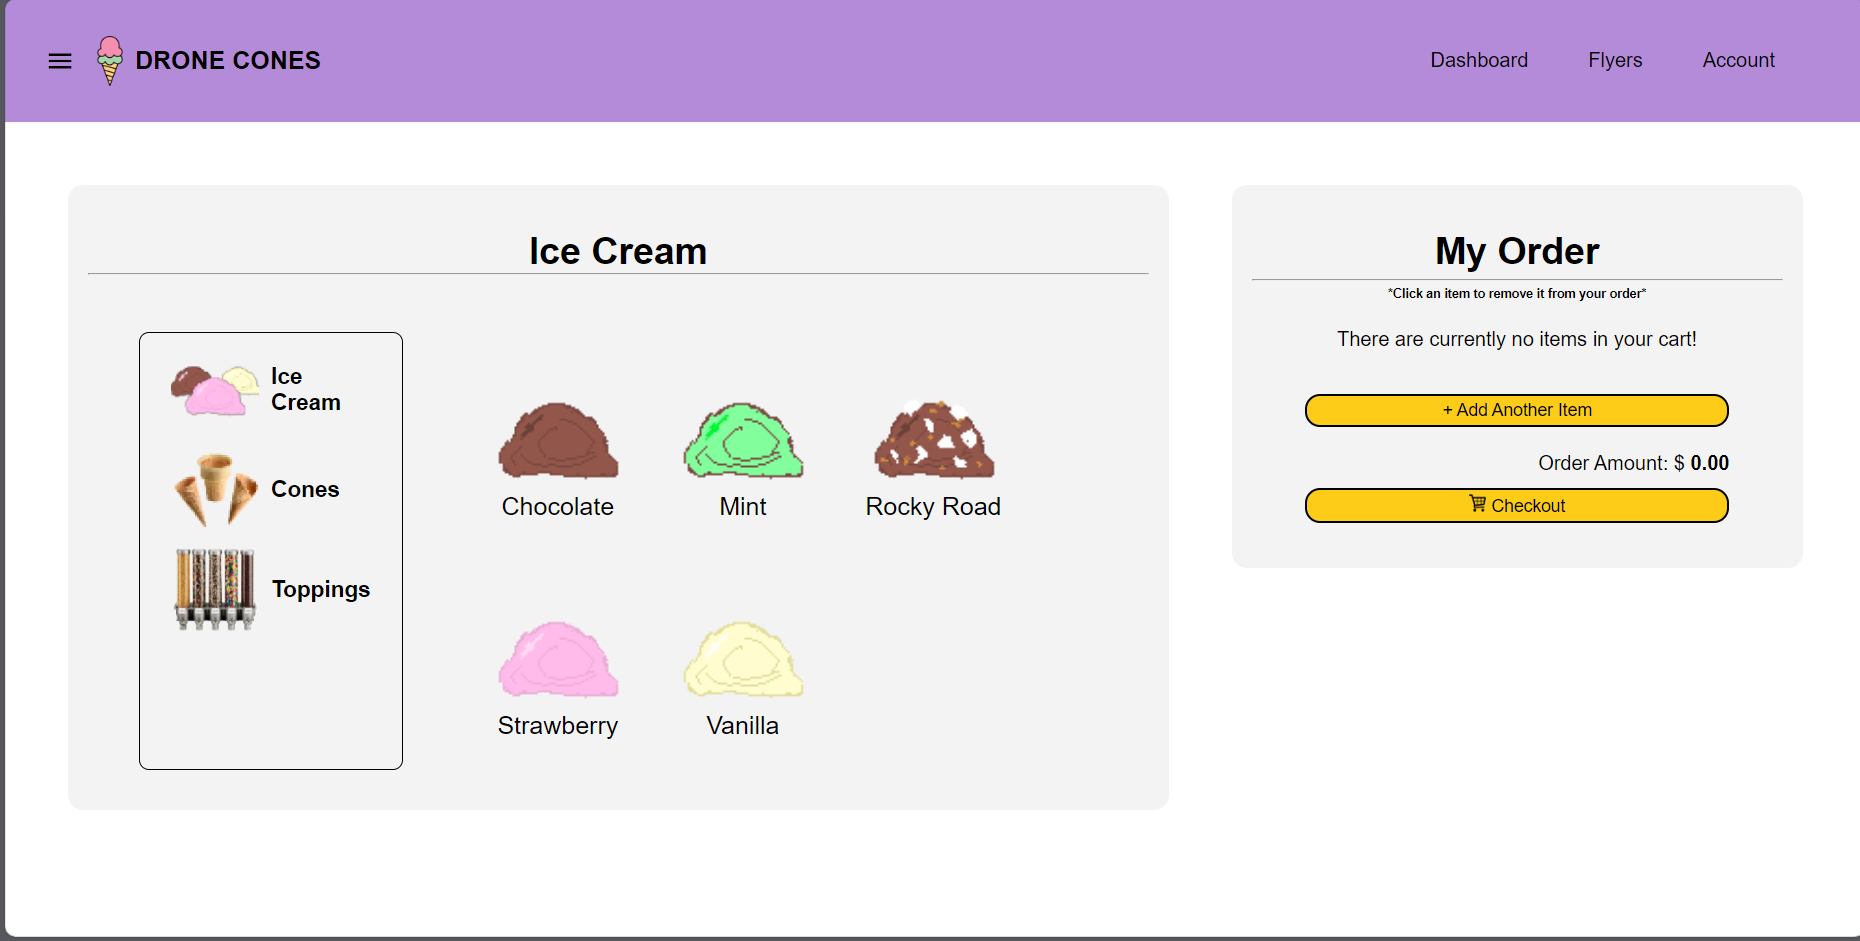 DRONE CONES
Dashboard
Flyers
Account
Ice Cream
Ice
Cream
Cones
Toppings
Chocolate
Mint
Rocky Road
Strawberry
Vanilla
My Order
*Click an item to remove it from your order*
There are currently no items in your cart!
+ Add Another Item
Order Amount: $ 0.00
Checkout